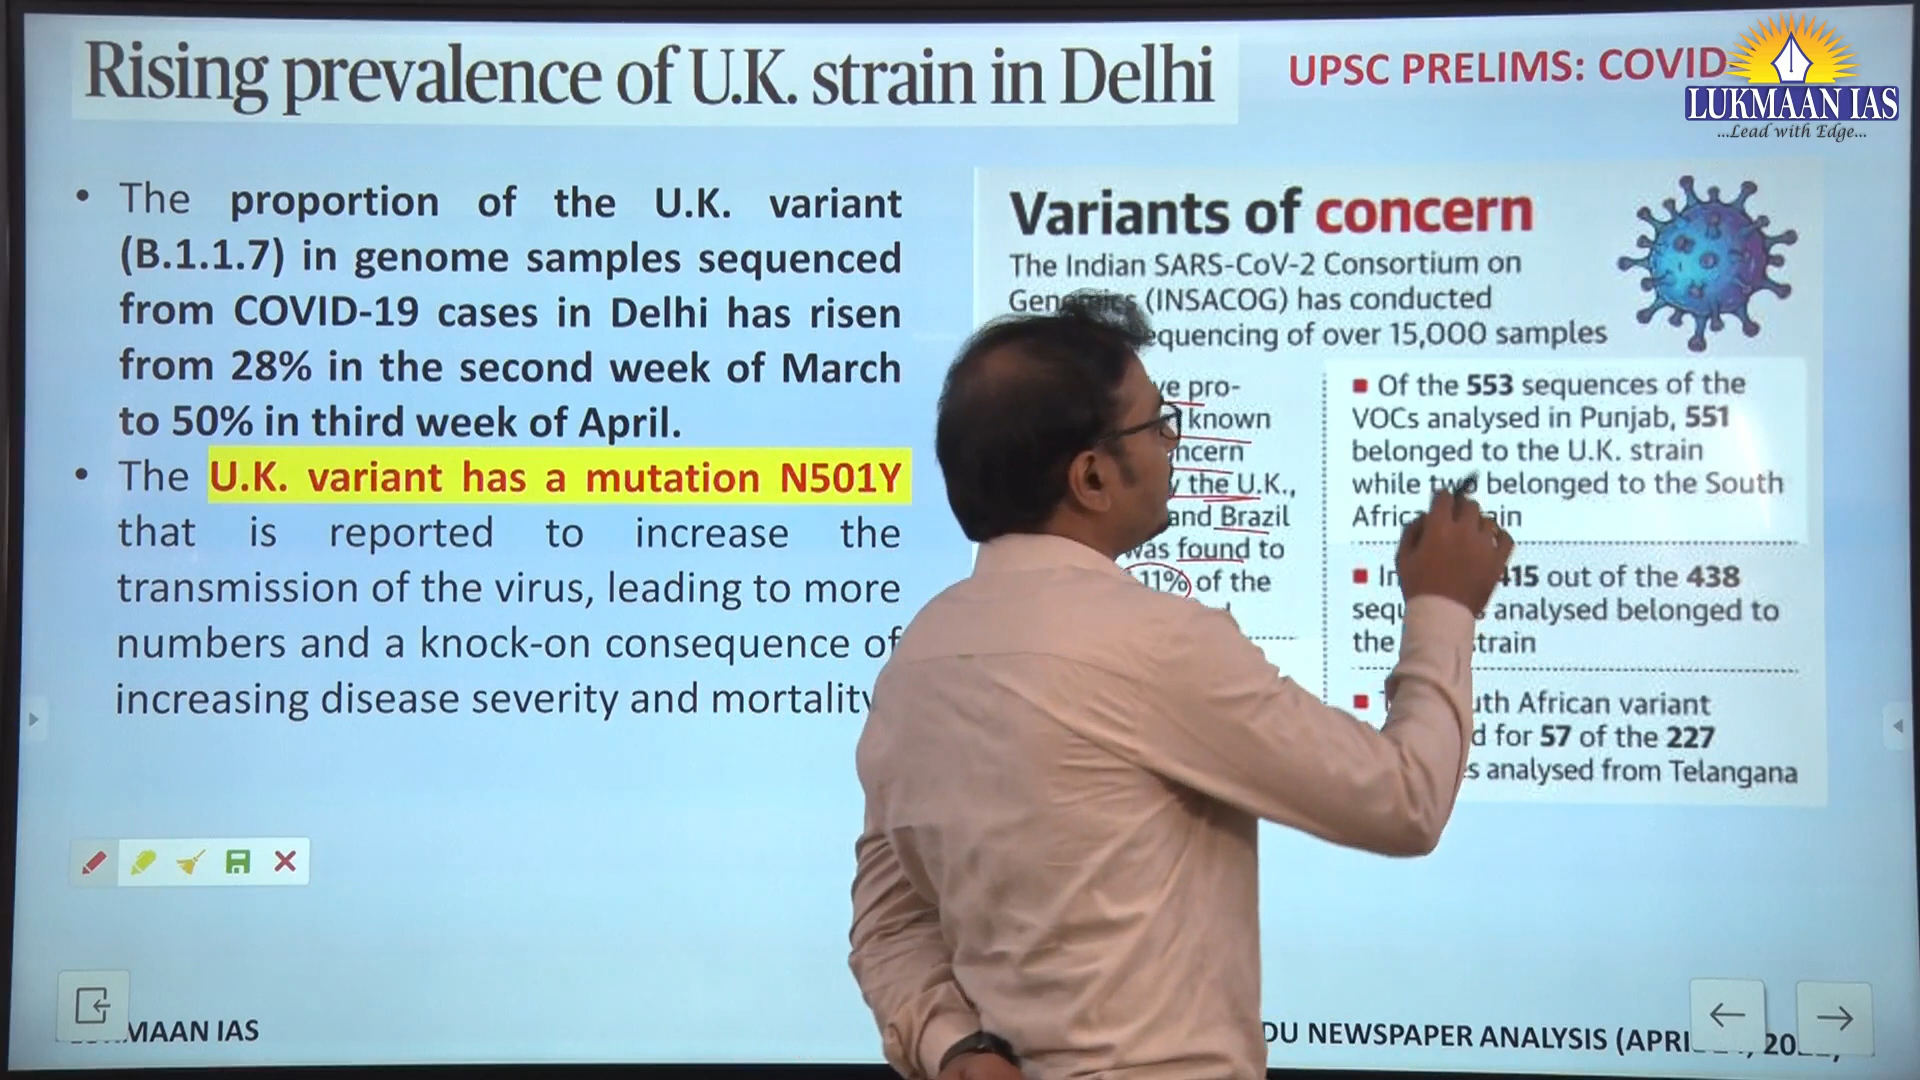 Rising prevalence of U.K. strain in Delhi
UPSC PRELIMS: COVID-
LUKMAAN IAS
...Lead with Edge...
• The proportion of the U.K. variant
(B.1.1.7) in genome samples sequenced
from COVID-19 cases in Delhi has risen
from 28% in the second week of March
to 50% in third week of April.
• The U.K. variant has a mutation N501Y
that is reported to increase the
transmission of the virus, leading to more
numbers and a knock-on consequence of
increasing disease severity and mortality
Variants of concern
The Indian SARS-CoV-2 Consortium on
Genomics (INSACOG) has conducted
equencing of over 15,000 samples
pro-
known
the U.K.,
and Brazil
was found to
11% of the
■ Of the 553 sequences of the
VOCs analysed in Punjab, 551
belonged to the U.K. strain
while two belonged to the South
■ 415 out of the 438
analysed belonged to
the
■ African variant
for 57 of the 227
analysed from Telangana
MAAN IAS
DU NEWSPAPER ANALYSIS (APRI